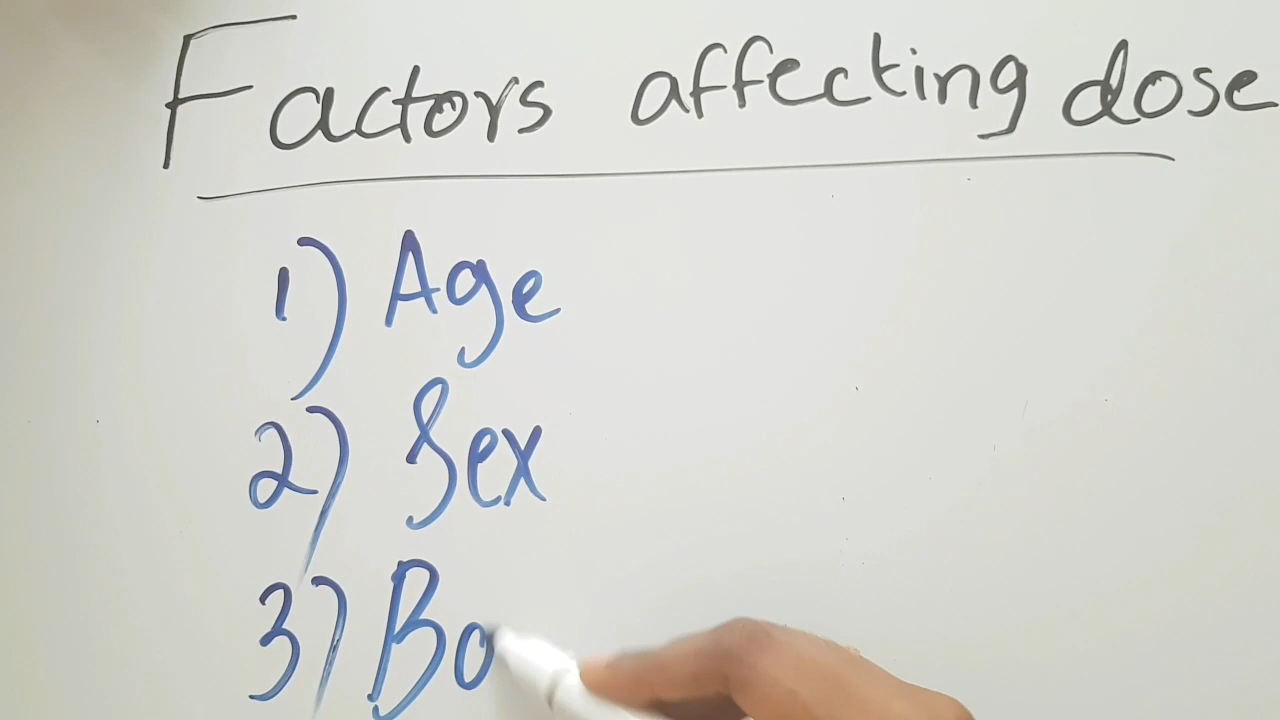 Factors affecting dose
1) Age
2) Sex
3) Bo